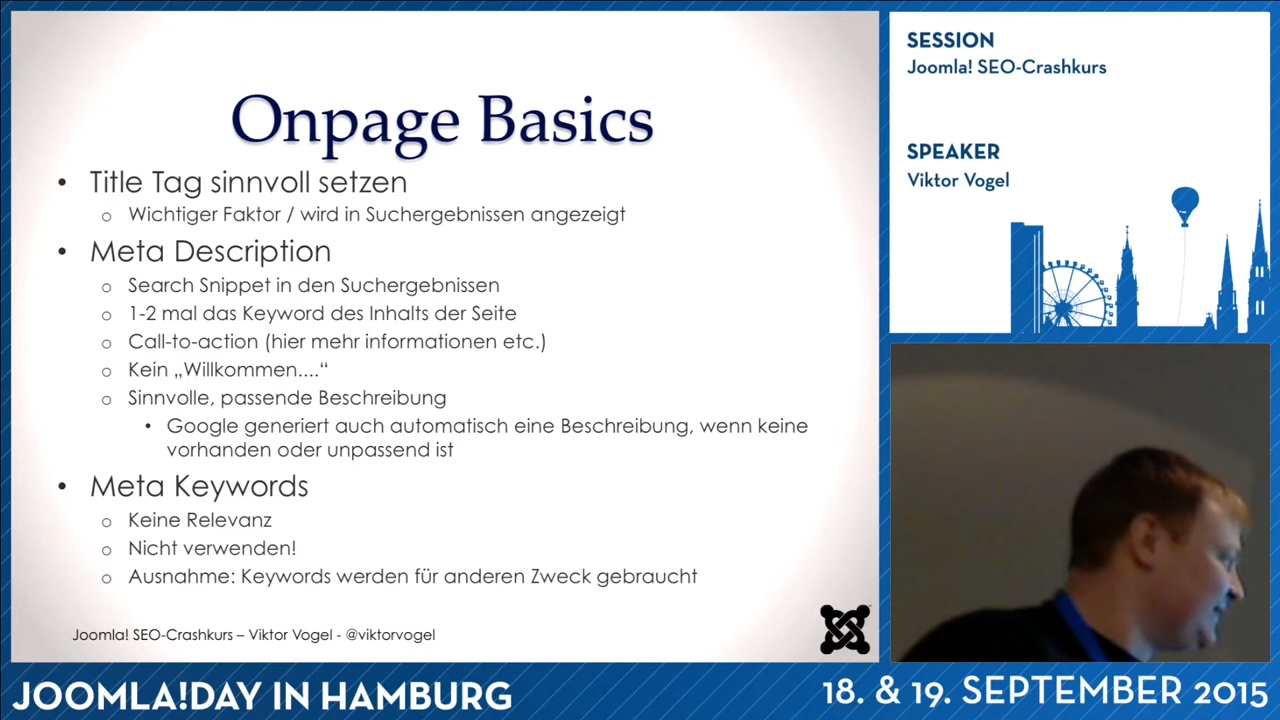 Onpage Basics
• Title Tag sinnvoll setzen
o Wichtiger Faktor / wird in Suchergebnissen angezeigt
• Meta Description
o Search Snippet in den Suchergebnissen
o 1-2 mal das Keyword des Inhalts der Seite
o Call-to-action (hier mehr informationen etc.)
o Kein „Willkommen....“
o Sinnvolle, passende Beschreibung
• Google generiert auch automatisch eine Beschreibung, wenn keine
vorhanden oder unpassend ist
• Meta Keywords
o Keine Relevanz
o Nicht verwenden!
o Ausnahme: Keywords werden für anderen Zweck gebraucht
Joomla! SEO-Crashkurs – Viktor Vogel - @viktorvogel
SESSION
Joomla! SEO-Crashkurs
SPEAKER
Viktor Vogel
JOOMLA!DAY IN HAMBURG
18. & 19. SEPTEMBER 2015